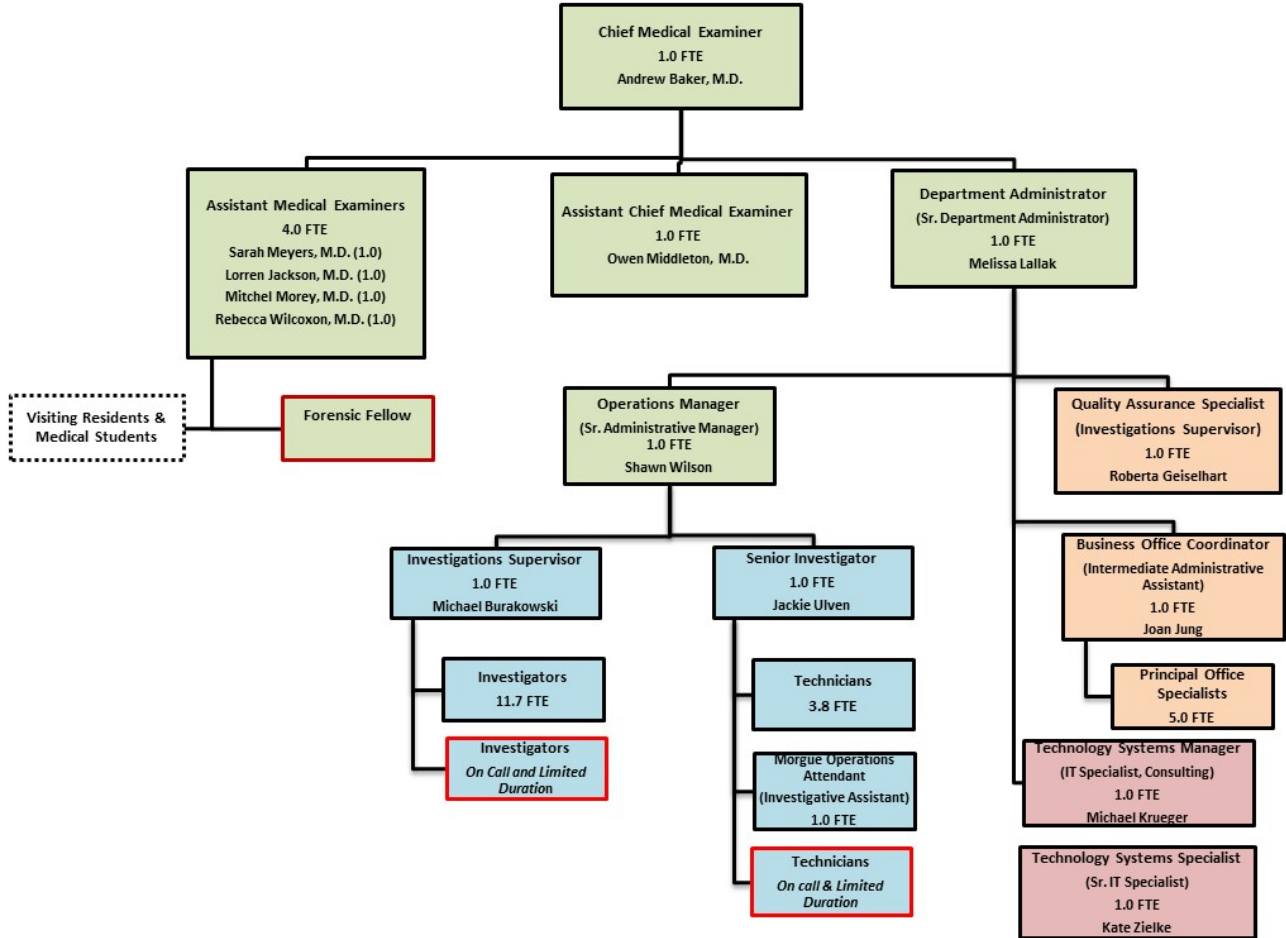 Chief Medical Examiner
1.0 FTE
Andrew Baker, M.D.
Assistant Medical Examiners
4.0 FTE
Sarah Meyers, M.D. (1.0)
Lorren Jackson, M.D. (1.0)
Mitchel Morey, M.D. (1.0)
Rebecca Wilcoxon, M.D. (1.0)
Assistant Chief Medical Examiner
1.0 FTE
Owen Middleton, M.D.
Department Administrator
(Sr. Department Administrator)
1.0 FTE
Melissa Lallak
Visiting Residents &
Medical Students
Forensic Fellow
Operations Manager
(Sr. Administrative Manager)
1.0 FTE
Shawn Wilson
Quality Assurance Specialist
(Investigations Supervisor)
1.0 FTE
Roberta Geiselhart
Investigations Supervisor
1.0 FTE
Michael Burakowski
Senior Investigator
1.0 FTE
Jackie Ulven
Business Office Coordinator
(Intermediate Administrative
Assistant)
1.0 FTE
Joan Jung
Investigators
11.7 FTE
Technicians
3.8 FTE
Principal Office
Specialists
5.0 FTE
Investigators
On Call and Limited
Duration
Morgue Operations
Attendant
(Investigative Assistant)
1.0 FTE
Technology Systems Manager
(IT Specialist, Consulting)
1.0 FTE
Michael Krueger
Technicians
On call & Limited
Duration
Technology Systems Specialist
(Sr. IT Specialist)
1.0 FTE
Kate Zielke